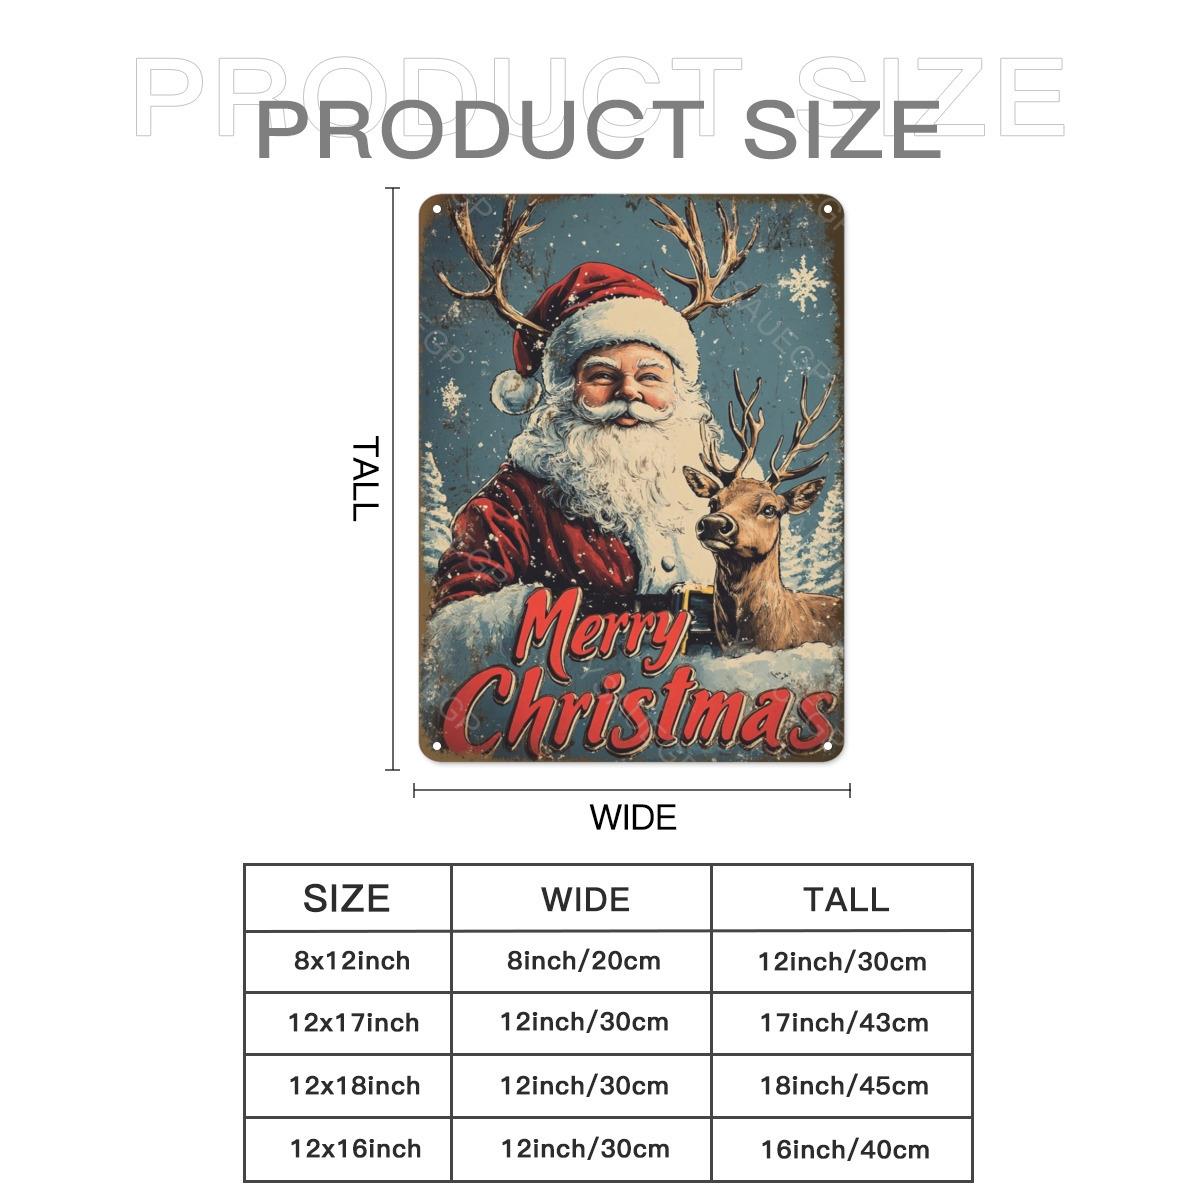 PRODUCT SIZE
PRODUCT SIZE
TALL
Merry
Christmas
WIDE
SIZE WIDE TALL
8x12inch 8inch/20cm 12inch/30cm
12x17inch 12inch/30cm 17inch/43cm
12x18inch 12inch/30cm 18inch/45cm
12x16inch 12inch/30cm 16inch/40cm